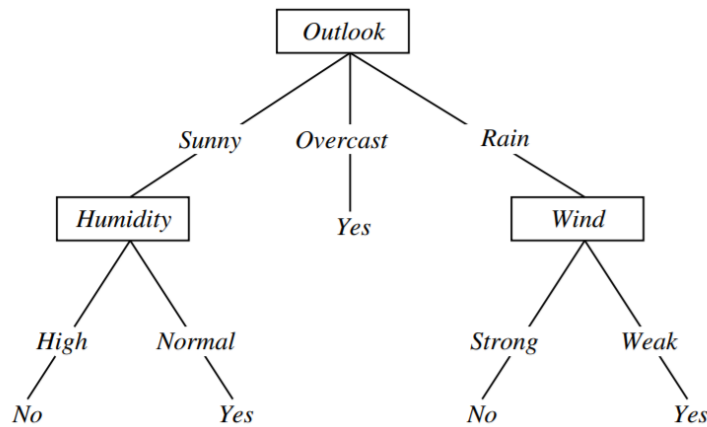 Outlook
Sunny Overcast Rain
Humidity Yes Wind
High Normal Strong Weak
No Yes No Yes